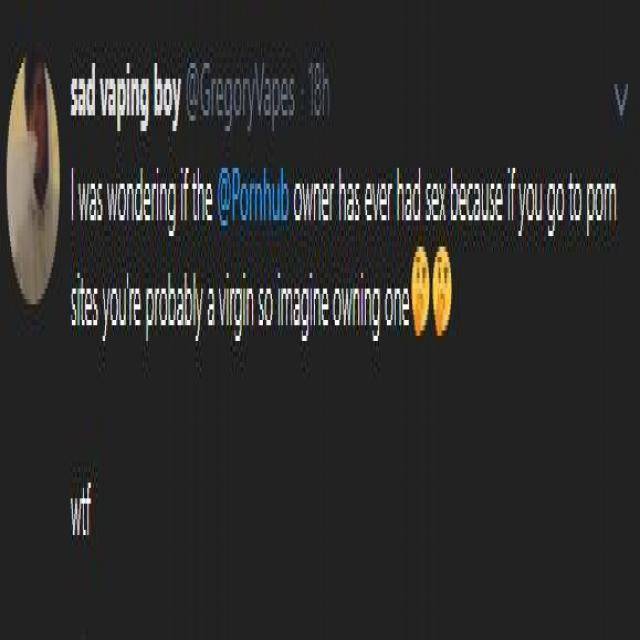 sad vaping boy @GregoryVapes · 18h
I was wondering if the @Pornhub owner has ever had sex because if you go to porn
sites you're probably a virgin so imagine owning one🤔🤔
wtf